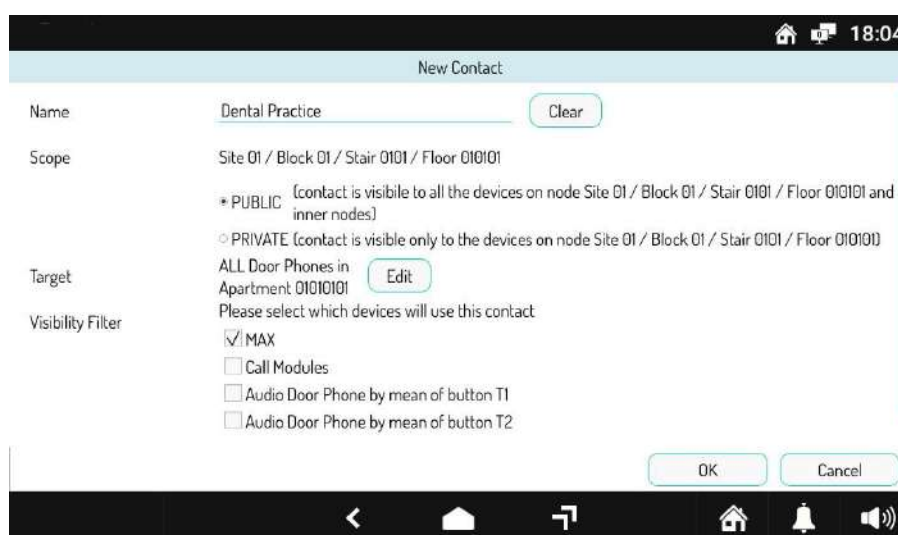 18:04
New Contact
Name Dental Practice Clear
Scope Site 01 / Block 01 / Stair 0101 / Floor 010101
PUBLIC (contact is visibile to all the devices on node Site 01 / Block 01 / Stair 0101 / Floor 010101 and
inner nodes)
PRIVATE (contact is visible only to the devices on node Site 01 / Block 01 / Stair 0101 / Floor 010101)
Target ALL Door Phones in
Apartment 01010101 Edit
Visibility Filter Please select which devices will use this contact
MAX
Call Modules
Audio Door Phone by mean of button T1
Audio Door Phone by mean of button T2
OK Cancel